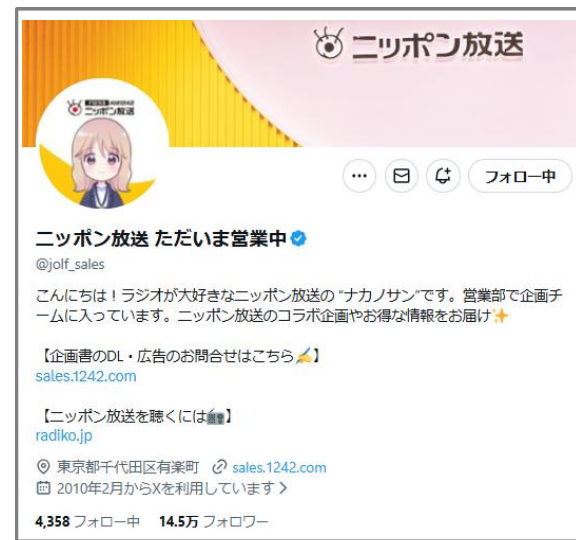 ニッポン放送
ニッポン放送
フォロー中
ニッポン放送 ただいま営業中
@jolf_sales
こんにちは！ラジオが大好きなニッポン放送の “ナカノサン”です。営業部で企画チ
ームに入っています。ニッポン放送のコラボ企画やお得な情報をお届け✨
【企画書のDL・広告のお問合せはこちら✍】
sales.1242.com
【ニッポン放送を聴くには📻】
radiko.jp
東京都千代田区有楽町 sales.1242.com
2010年2月からXを利用しています
4,358 フォロー中 14.5万 フォロワー